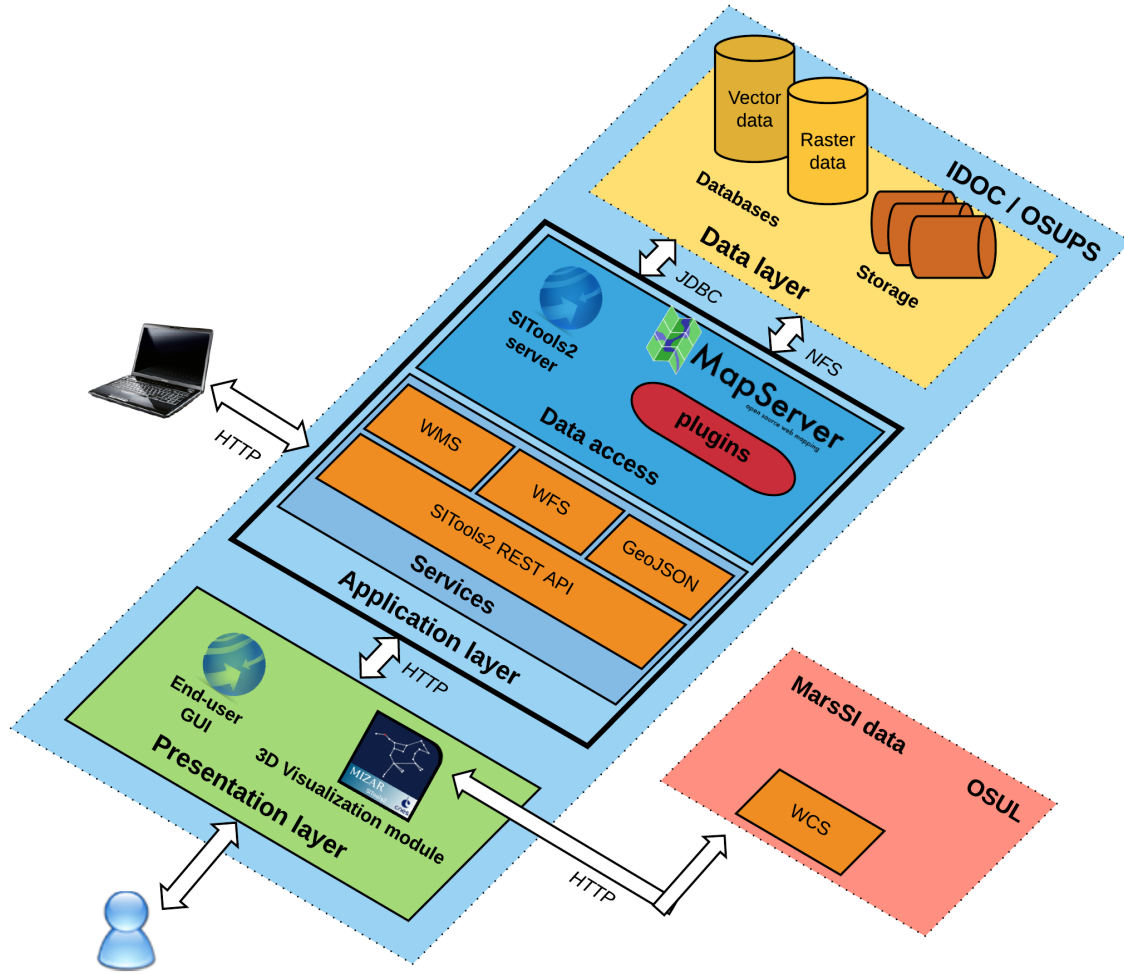 Vector
data
Raster
data
IDOC / OSUPS
Databases
Data layer
Storage
JDBC
NFS
SITools2
server
MapServer
open source web mapping
plugins
Data access
HTTP
WMS
WFS
GeoJSON
SITools2 REST API
Services
Application layer
HTTP
End-user
GUI
MIZAR
SITools2
cnes
3D Visualization module
Presentation layer
MarsSI data
OSUL
WCS
HTTP